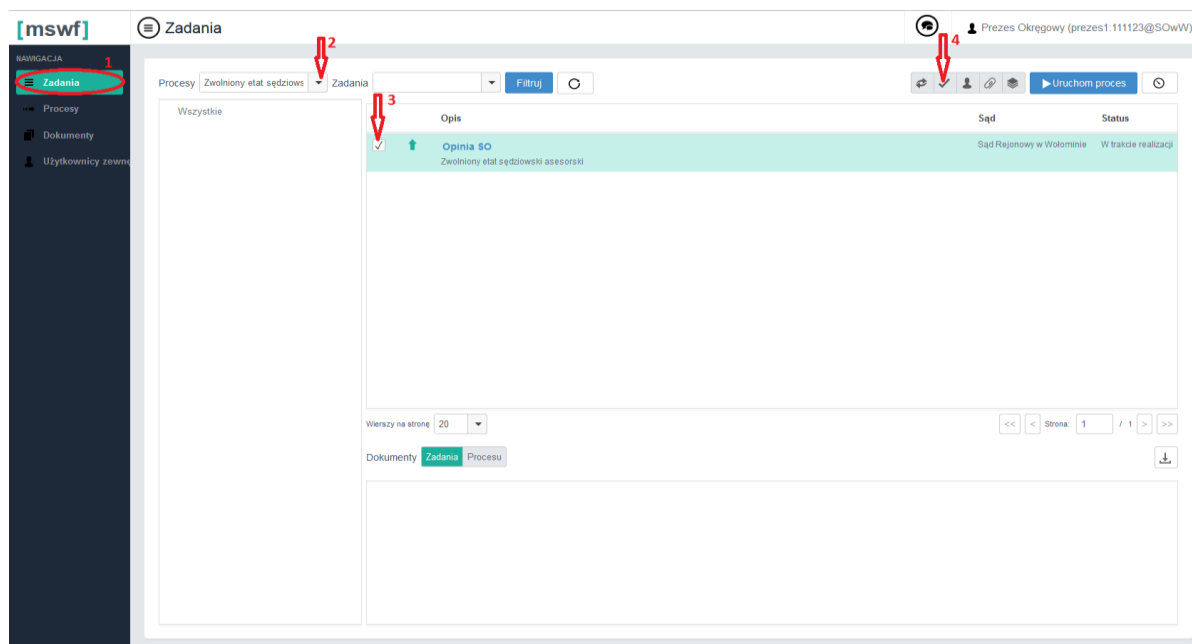 [mswf]
Zadania
Prezes Okręgowy (prezes1:111123@SOwW)
NAWIGACJA
1
2
4
Zadania
Procesy
Dokumenty
Użytkownicy zewnę
Procesy Zwolniony etat sędziows Zadania Filtruj Uruchom proces
Wszystkie
3
Opis Sąd Status
Opinia SO Sąd Rejonowy w Wołominie W trakcie realizacji
Zwolniony etat sędziowski asesorski
Wierszy na stronę 20 << < Strona: 1 / 1 > >>
Dokumenty Zadania Procesu